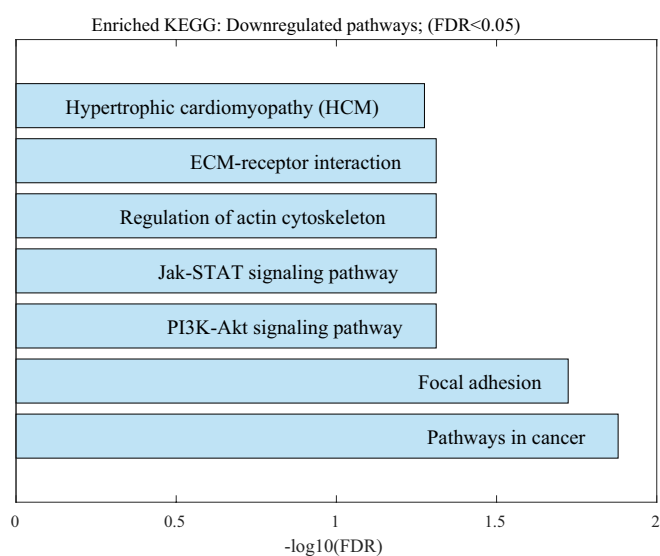 Enriched KEGG: Downregulated pathways; (FDR<0.05)
Hypertrophic cardiomyopathy (HCM)
ECM-receptor interaction
Regulation of actin cytoskeleton
Jak-STAT signaling pathway
PI3K-Akt signaling pathway
Focal adhesion
Pathways in cancer
0 0.5 1 1.5 2
-log10(FDR)